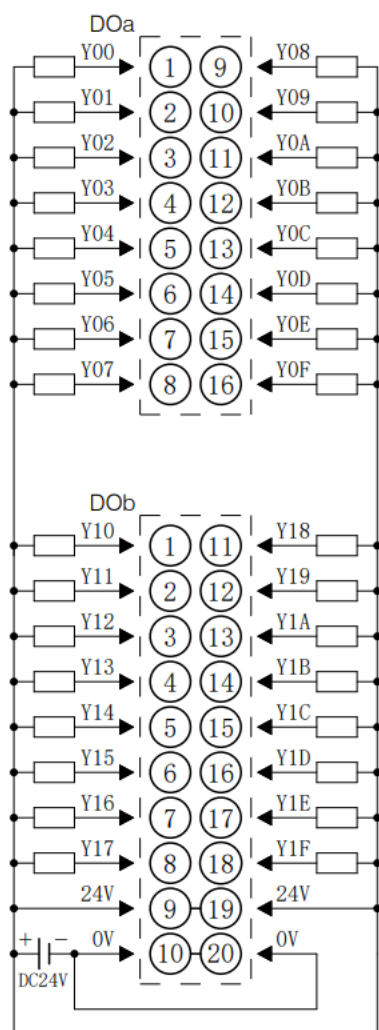 DOa
Y00 1 9 Y08
Y01 2 10 Y09
Y02 3 11 Y0A
Y03 4 12 Y0B
Y04 5 13 Y0C
Y05 6 14 Y0D
Y06 7 15 Y0E
Y07 8 16 Y0F
DOb
Y10 1 11 Y18
Y11 2 12 Y19
Y12 3 13 Y1A
Y13 4 14 Y1B
Y14 5 15 Y1C
Y15 6 16 Y1D
Y16 7 17 Y1E
Y17 8 18 Y1F
24V 9 19 24V
+ - 0V 10 20 0V
DC24V